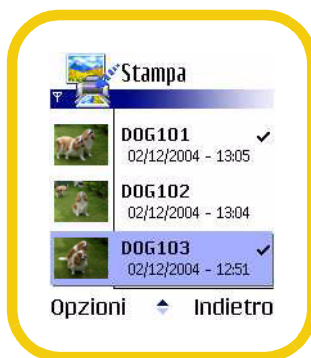 Stampa
DOG101
02/12/2004 - 13:05
DOG102
02/12/2004 - 13:04
DOG103
02/12/2004 - 12:51
Opzioni Indietro